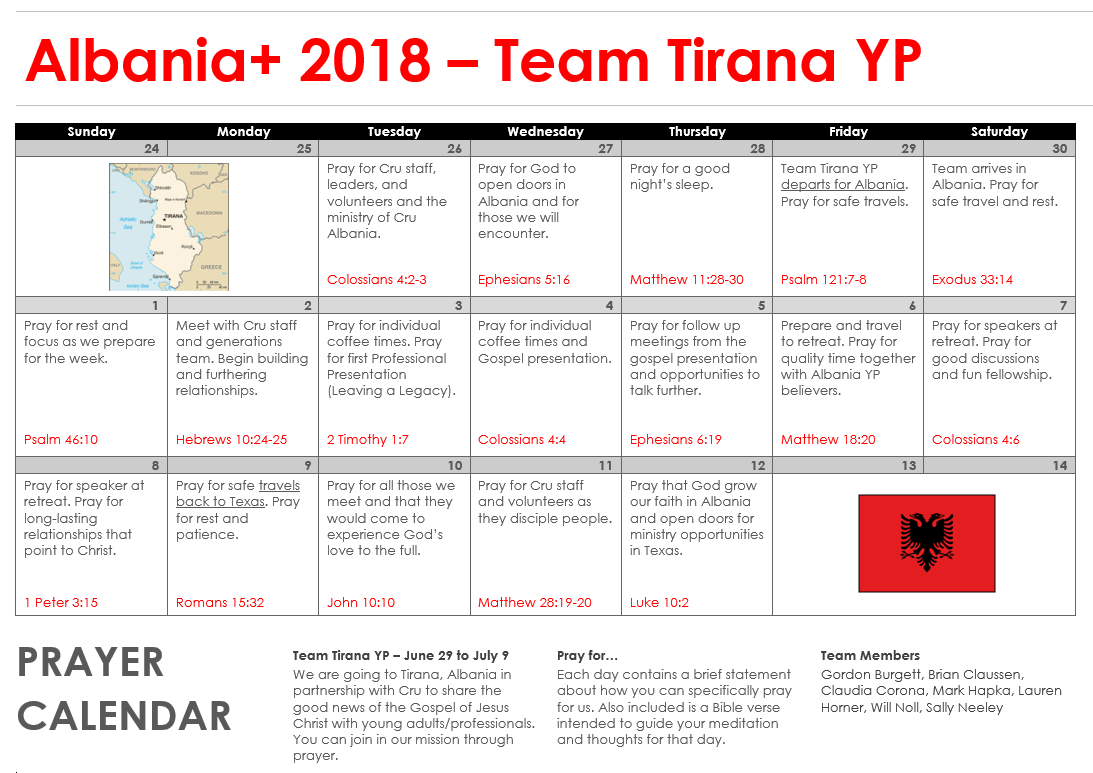 Albania+ 2018 – Team Tirana YP
Sunday Monday Tuesday Wednesday Thursday Friday Saturday
24 25 26 27 28 29 30
MONTENEGRO
KOSOVO
Shkodër
Shëngjin
Adriatic
Sea
TIRANA
Durrës
Elbasan
MACEDONIA
Vlorë
Korçë
ITALY
Sarandë
GREECE
Ionian Sea
Pray for Cru staff,
leaders, and
volunteers and the
ministry of Cru
Albania.
Colossians 4:2-3
Pray for God to
open doors in
Albania and for
those we will
encounter.
Ephesians 5:16
Pray for a good
night’s sleep.
Matthew 11:28-30
Team Tirana YP
departs for Albania.
Pray for safe travels.
Psalm 121:7-8
Team arrives in
Albania. Pray for
safe travel and rest.
Exodus 33:14
1 2 3 4 5 6 7
Pray for rest and
focus as we prepare
for the week.
Psalm 46:10
Meet with Cru staff
and generations
team. Begin building
and furthering
relationships.
Hebrews 10:24-25
Pray for individual
coffee times. Pray
for first Professional
Presentation
(Leaving a Legacy).
2 Timothy 1:7
Pray for individual
coffee times and
Gospel presentation.
Colossians 4:4
Pray for follow up
meetings from the
gospel presentation
and opportunities to
talk further.
Ephesians 6:19
Prepare and travel
to retreat. Pray for
quality time together
with Albania YP
believers.
Matthew 18:20
Pray for speakers at
retreat. Pray for
good discussions
and fun fellowship.
Colossians 4:6
8 9 10 11 12 13 14
Pray for speaker at
retreat. Pray for
long-lasting
relationships that
point to Christ.
1 Peter 3:15
Pray for safe travels
back to Texas. Pray
for rest and
patience.
Romans 15:32
Pray for all those we
meet and that they
would come to
experience God’s
love to the full.
John 10:10
Pray for Cru staff
and volunteers as
they disciple people.
Matthew 28:19-20
Pray that God grow
our faith in Albania
and open doors for
ministry opportunities
in Texas.
Luke 10:2
PRAYER
CALENDAR
Team Tirana YP – June 29 to July 9
We are going to Tirana, Albania in
partnership with Cru to share the
good news of the Gospel of Jesus
Christ with young adults/professionals.
You can join in our mission through
prayer.
Pray for…
Each day contains a brief statement
about how you can specifically pray
for us. Also included is a Bible verse
intended to guide your meditation
and thoughts for that day.
Team Members
Gordon Burgett, Brian Claussen,
Claudia Corona, Mark Hapka, Lauren
Horner, Will Noll, Sally Neeley